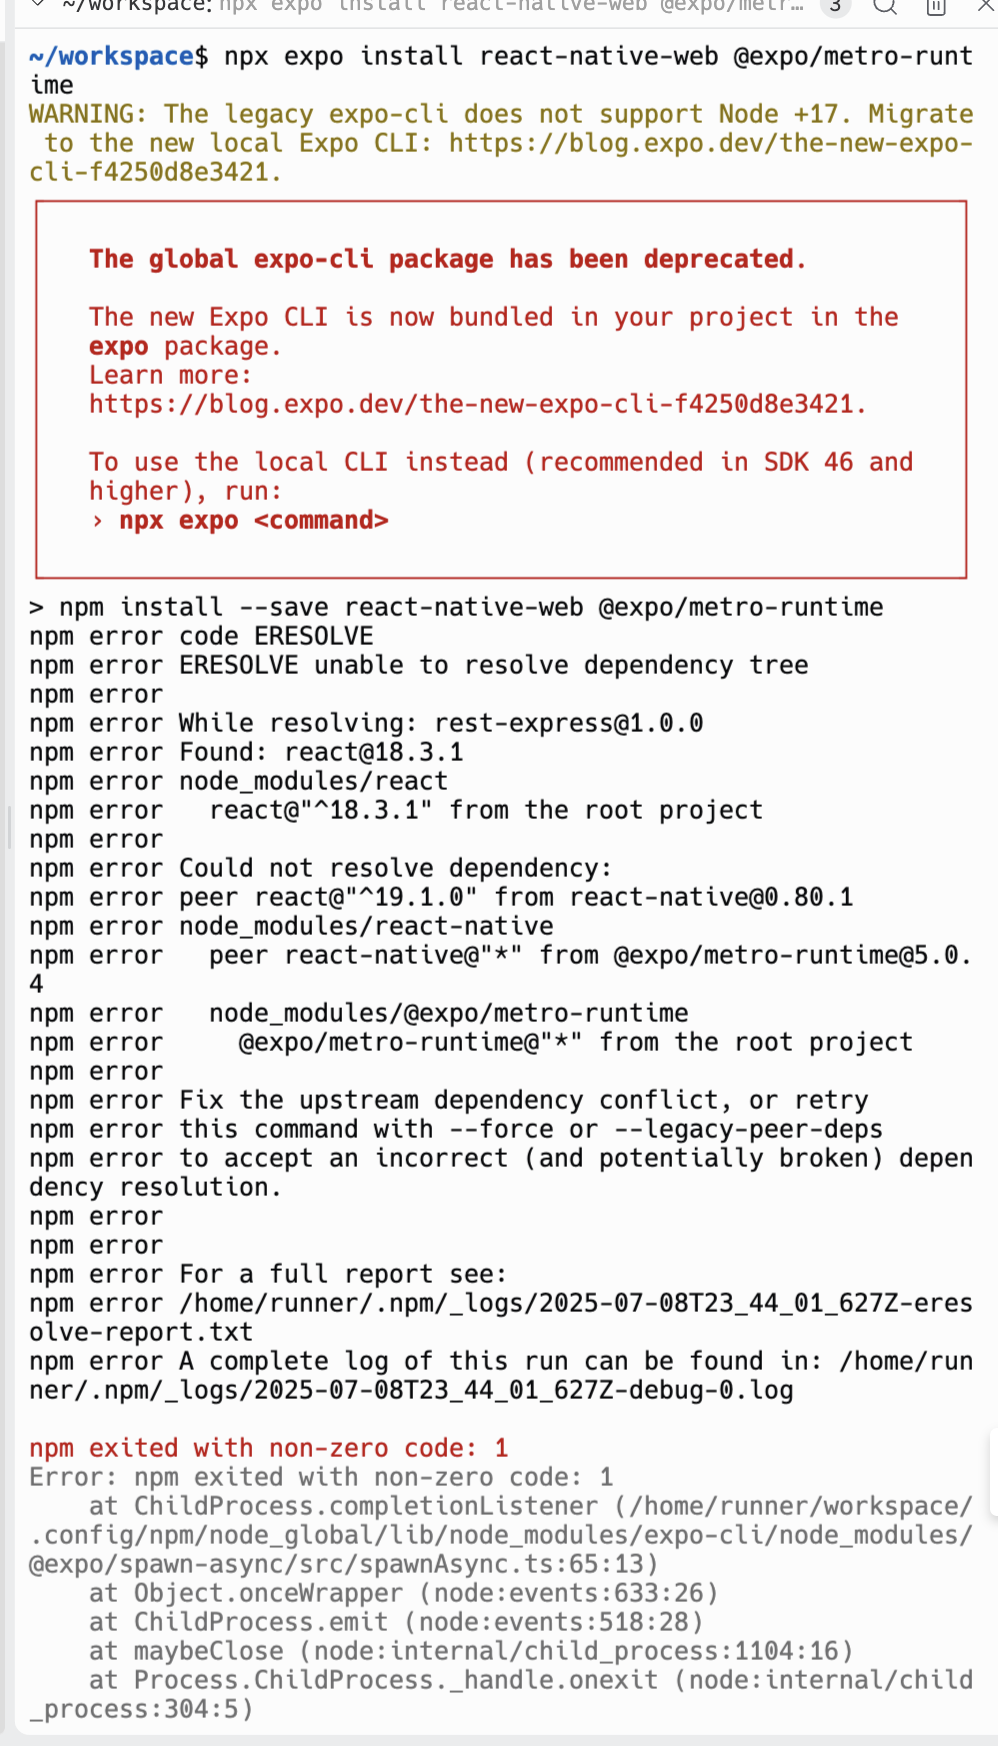 ~/workspace: npx expo install react-native-web @expo/metr... 3
~/workspace$ npx expo install react-native-web @expo/metro-runt
ime
WARNING: The legacy expo-cli does not support Node +17. Migrate
 to the new local Expo CLI: https://blog.expo.dev/the-new-expo-
cli-f4250d8e3421.
The global expo-cli package has been deprecated.
The new Expo CLI is now bundled in your project in the
expo package.
Learn more:
https://blog.expo.dev/the-new-expo-cli-f4250d8e3421.
To use the local CLI instead (recommended in SDK 46 and
higher), run:
› npx expo <command>
> npm install --save react-native-web @expo/metro-runtime
npm error code ERESOLVE
npm error ERESOLVE unable to resolve dependency tree
npm error
npm error While resolving: rest-express@1.0.0
npm error Found: react@18.3.1
npm error node_modules/react
npm error   react@"^18.3.1" from the root project
npm error
npm error Could not resolve dependency:
npm error peer react@"^19.1.0" from react-native@0.80.1
npm error node_modules/react-native
npm error   peer react-native@"*" from @expo/metro-runtime@5.0.
4
npm error   node_modules/@expo/metro-runtime
npm error     @expo/metro-runtime@"*" from the root project
npm error
npm error Fix the upstream dependency conflict, or retry
npm error this command with --force or --legacy-peer-deps
npm error to accept an incorrect (and potentially broken) depen
dency resolution.
npm error
npm error
npm error For a full report see:
npm error /home/runner/.npm/_logs/2025-07-08T23_44_01_627Z-eres
olve-report.txt
npm error A complete log of this run can be found in: /home/run
ner/.npm/_logs/2025-07-08T23_44_01_627Z-debug-0.log
npm exited with non-zero code: 1
Error: npm exited with non-zero code: 1
    at ChildProcess.completionListener (/home/runner/workspace/
.config/npm/node_global/lib/node_modules/expo-cli/node_modules/
@expo/spawn-async/src/spawnAsync.ts:65:13)
    at Object.onceWrapper (node:events:633:26)
    at ChildProcess.emit (node:events:518:28)
    at maybeClose (node:internal/child_process:1104:16)
    at Process.ChildProcess._handle.onexit (node:internal/child
_process:304:5)